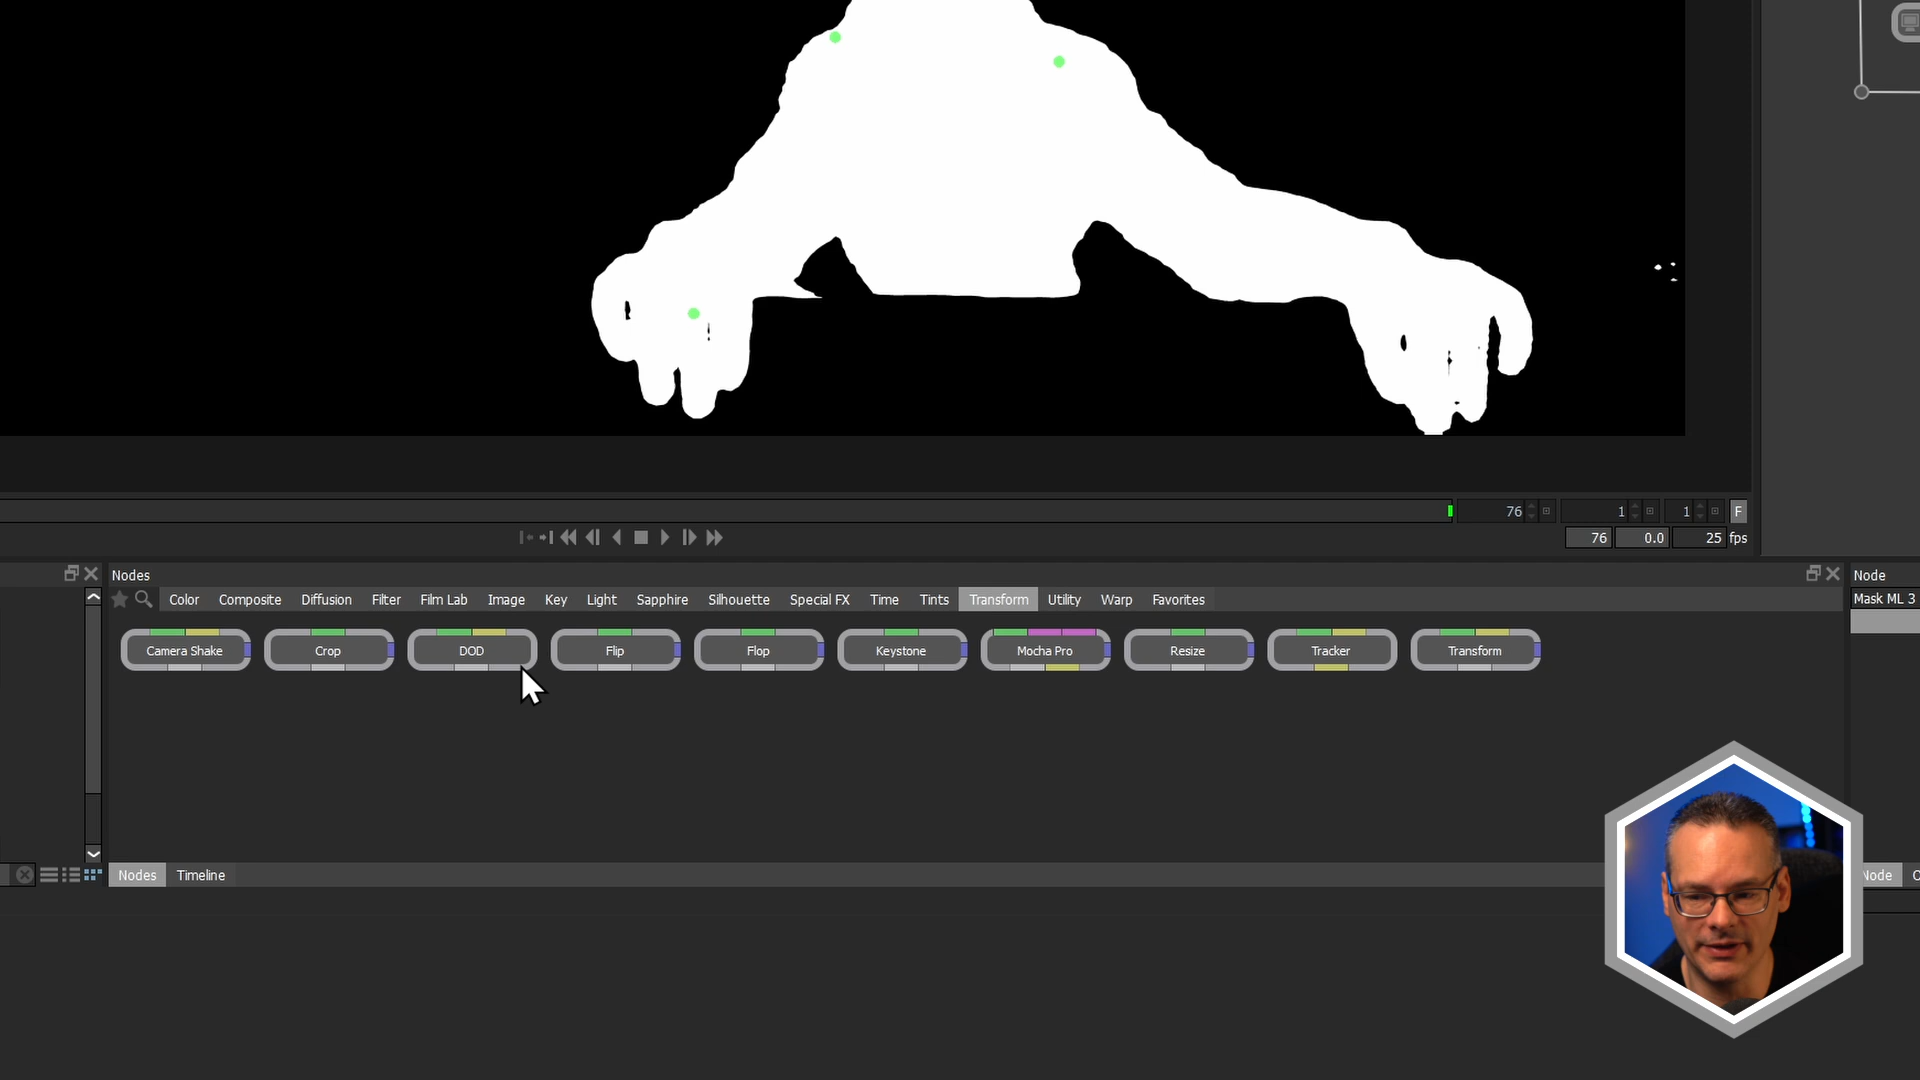 76 1 1 F
76 0.0 25 fps
Nodes
Node
Color Composite Diffusion Filter Film Lab Image Key Light Sapphire Silhouette Special FX Time Tints Transform Utility Warp Favorites
Mask ML 3
Camera Shake Crop DOD Flip Flop Keystone Mocha Pro Resize Tracker Transform
Nodes Timeline
Node O